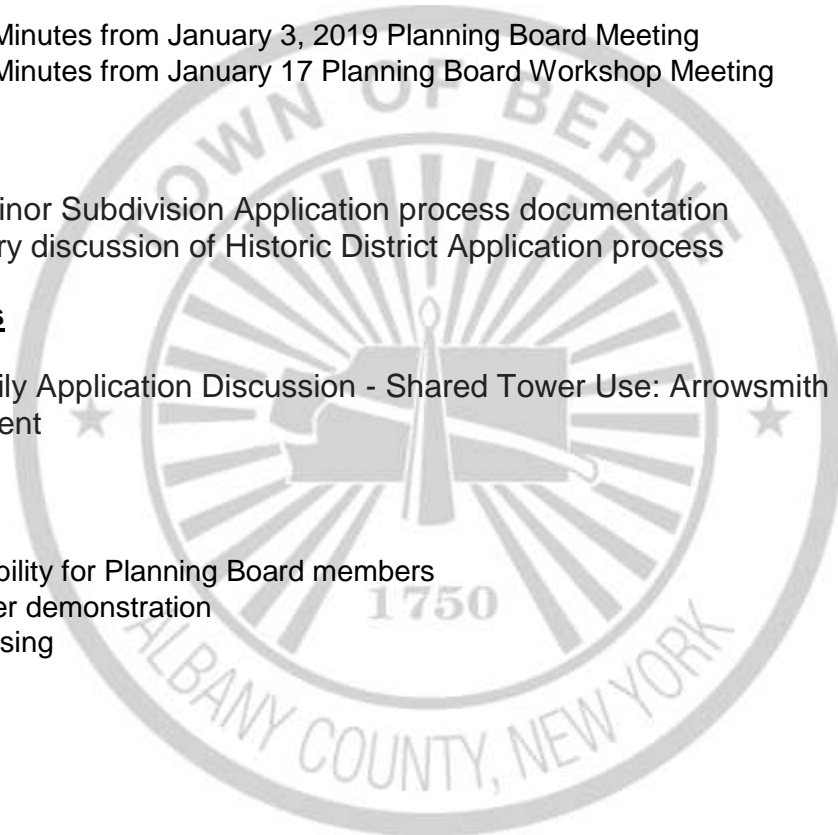 Minutes from January 3, 2019 Planning Board Meeting
Minutes from January 17 Planning Board Workshop Meeting
TOWN OF BERNE
inor Subdivision Application process documentation
ry discussion of Historic District Application process
s
ily Application Discussion - Shared Tower Use: Arrowsmith
ent
bility for Planning Board members
1750
er demonstration
sing
ALBANY COUNTY, NEW YORK